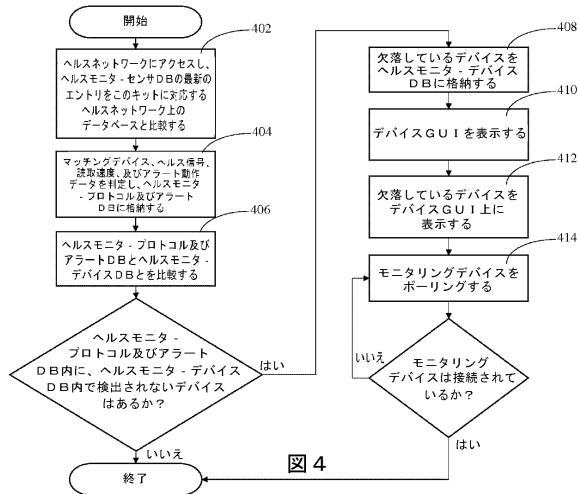 開始
402
ヘルスネットワークにアクセスし、
ヘルスモニタ‐センサDBの最新の
エントリをこのキットに対応する
ヘルスネットワーク上の
データベースと比較する
404
マッチングデバイス、ヘルス信号、
読取速度、及びアラート動作
データを判定し、ヘルスモニタ
‐プロトコル及びアラート
DBに格納する
406
ヘルスモニタ‐プロトコル及び
アラートDBとヘルスモニタ‐
デバイスDBとを比較する
ヘルスモニタ‐
プロトコル及びアラート
DB内に、ヘルスモニタ‐デバイス
DB内で検出されないデバイス
はあるか?
はい
いいえ
終了
408
欠落しているデバイスを
ヘルスモニタ‐デバイス
DBに格納する
410
デバイスGUIを表示する
412
欠落しているデバイスを
デバイスGUI上に
表示する
414
モニタリングデバイスを
ポーリングする
いいえ
モニタリング
デバイスは接続されて
いるか?
はい
図4